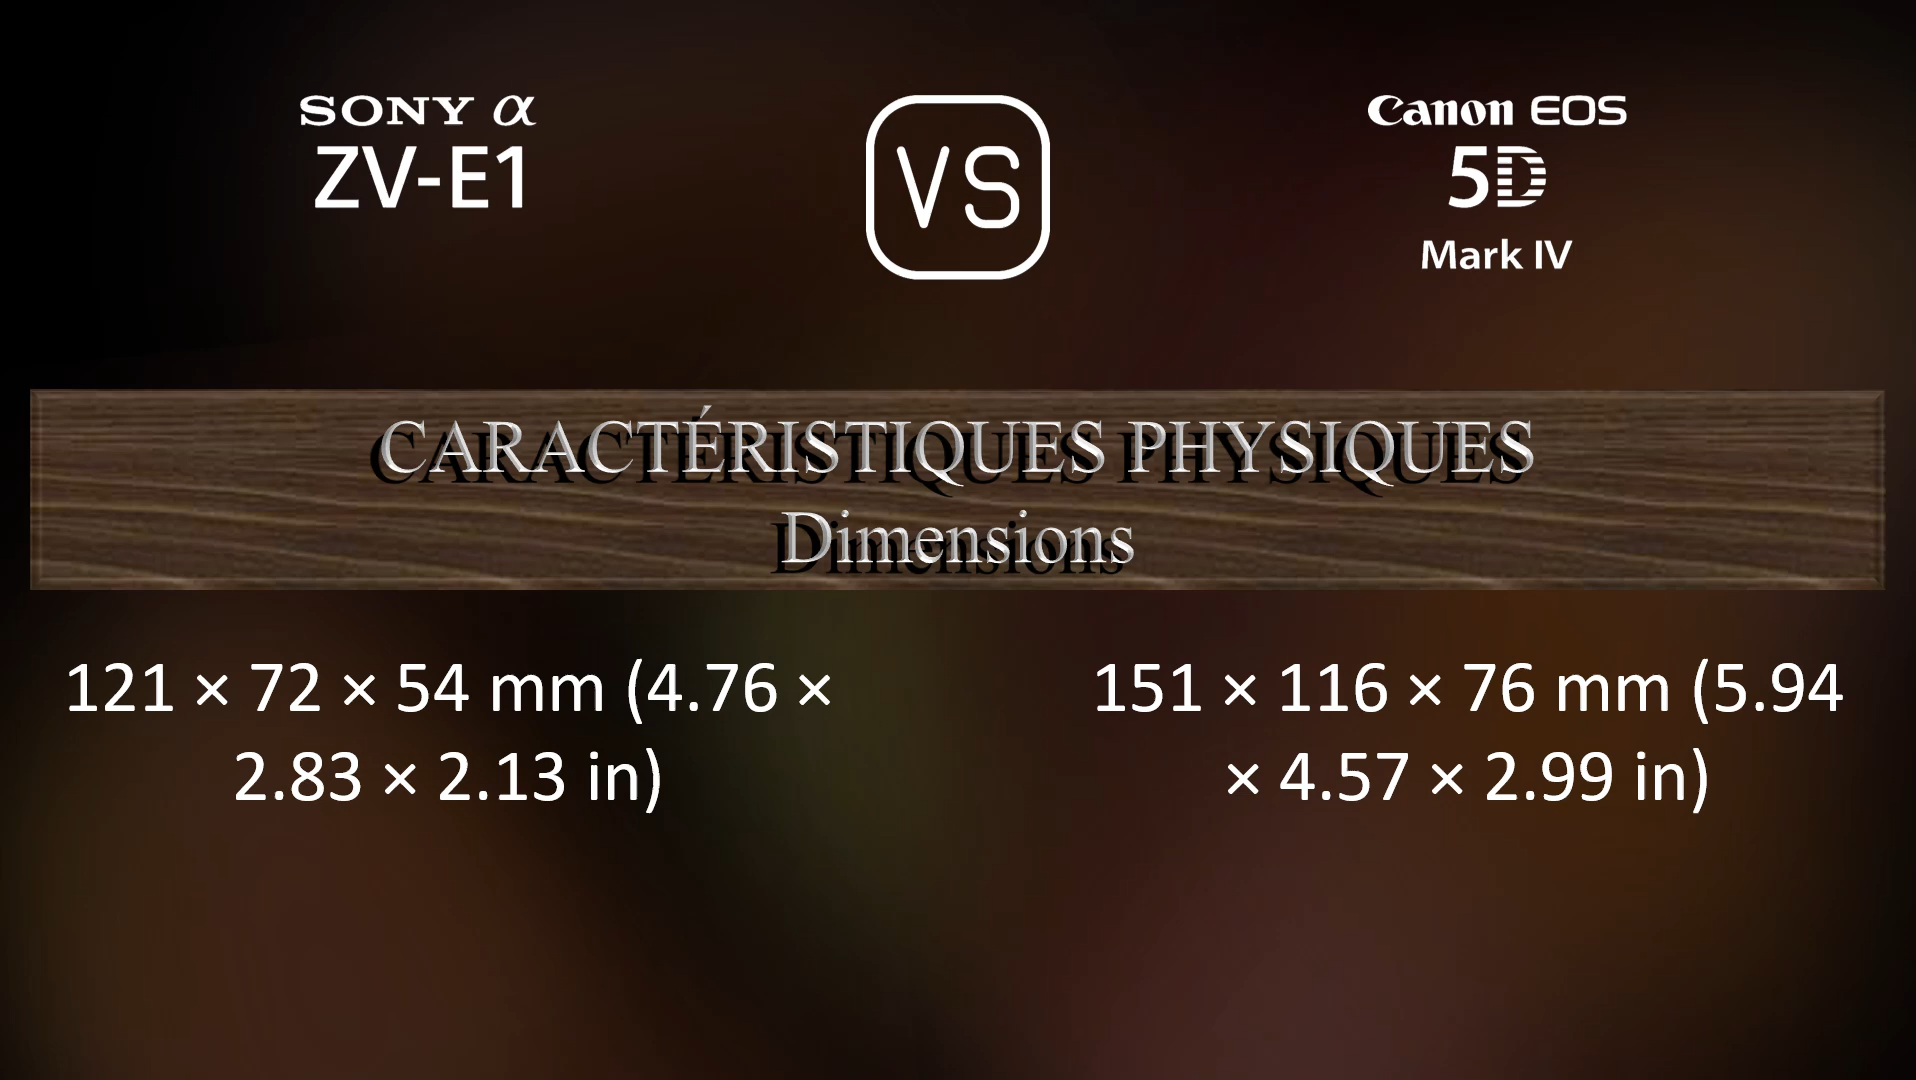 SONY α
ZV-E1
VS
Canon EOS
5D
Mark IV
CARACTÉRISTIQUES PHYSIQUES
Dimensions
121 × 72 × 54 mm (4.76 ×
2.83 × 2.13 in)
151 × 116 × 76 mm (5.94
× 4.57 × 2.99 in)